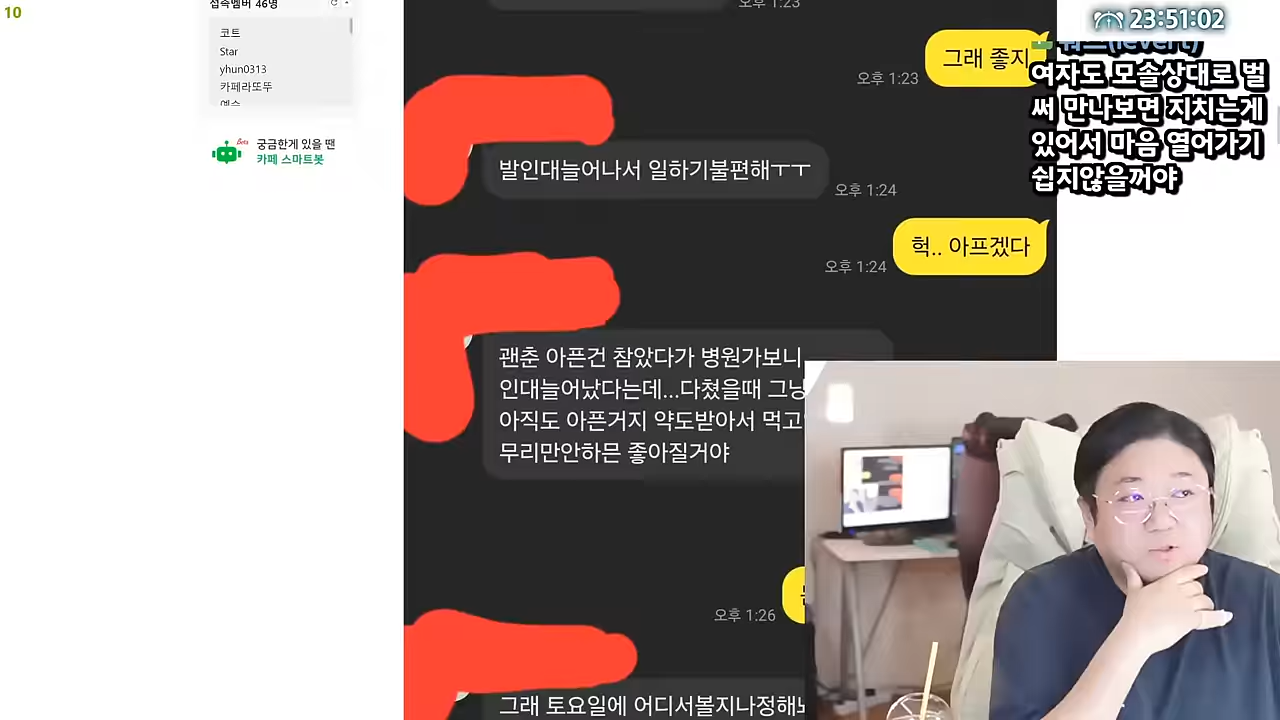 10
접속멤버 46명
코트
Star
yhun0313
카페라또뚜
예슬
Beta
궁금한게 있을 땐
카페 스마트봇
오후 1:23
그래 좋지
오후 1:23
발인대늘어나서 일하기불편해ㅜㅜ
오후 1:24
헉.. 아프겠다
오후 1:24
괜춘 아픈건 참았다가 병원가보니
인대늘어났다는데...다쳤을때 그냥
아직도 아픈거지 약도받아서 먹고
무리만안하믄 좋아질거야
오후 1:26
그래 토요일에 어디서볼지나정해
23:51:02
여자도 모솔상대로 벌
써 만나보면 지치는게
있어서 마음 열어가기
쉽지않을꺼야